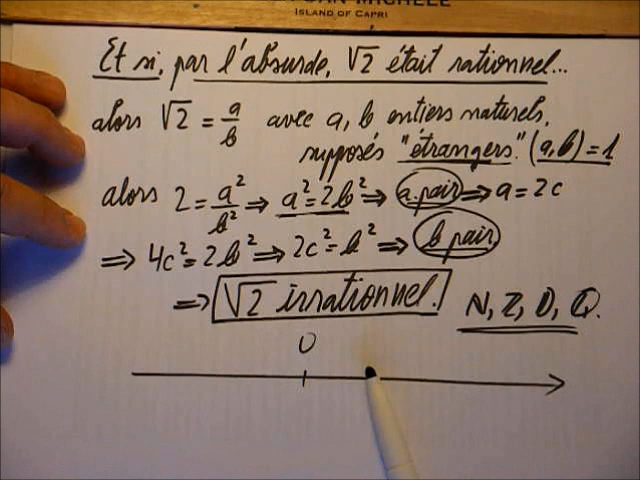 ISLAND OF CAPRI
Et si, par l'absurde, √2 était rationnel...
alors √2 = a/b avec a, b entiers naturels,
supposés "étrangers". (a,b) = 1
alors 2 = a²/b² ⇒ a² = 2b² ⇒ a pair ⇒ a = 2c
⇒ 4c² = 2b² ⇒ 2c² = b² ⇒ b pair
⇒ √2 irrationnel. N, Z, D, Q.
0